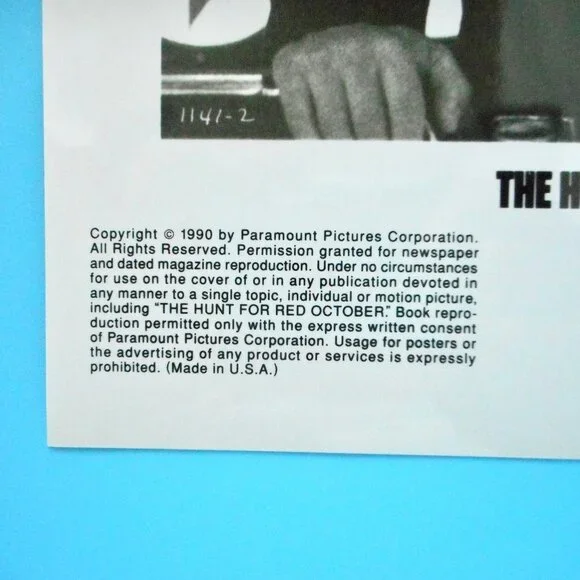 1141-2
THE H
Copyright © 1990 by Paramount Pictures Corporation.
All Rights Reserved. Permission granted for newspaper
and dated magazine reproduction. Under no circumstances
for use on the cover of or in any publication devoted in
any manner to a single topic, individual or motion picture,
including "THE HUNT FOR RED OCTOBER." Book repro-
duction permitted only with the express written consent
of Paramount Pictures Corporation. Usage for posters or
the advertising of any product or services is expressly
prohibited. (Made in U.S.A.)